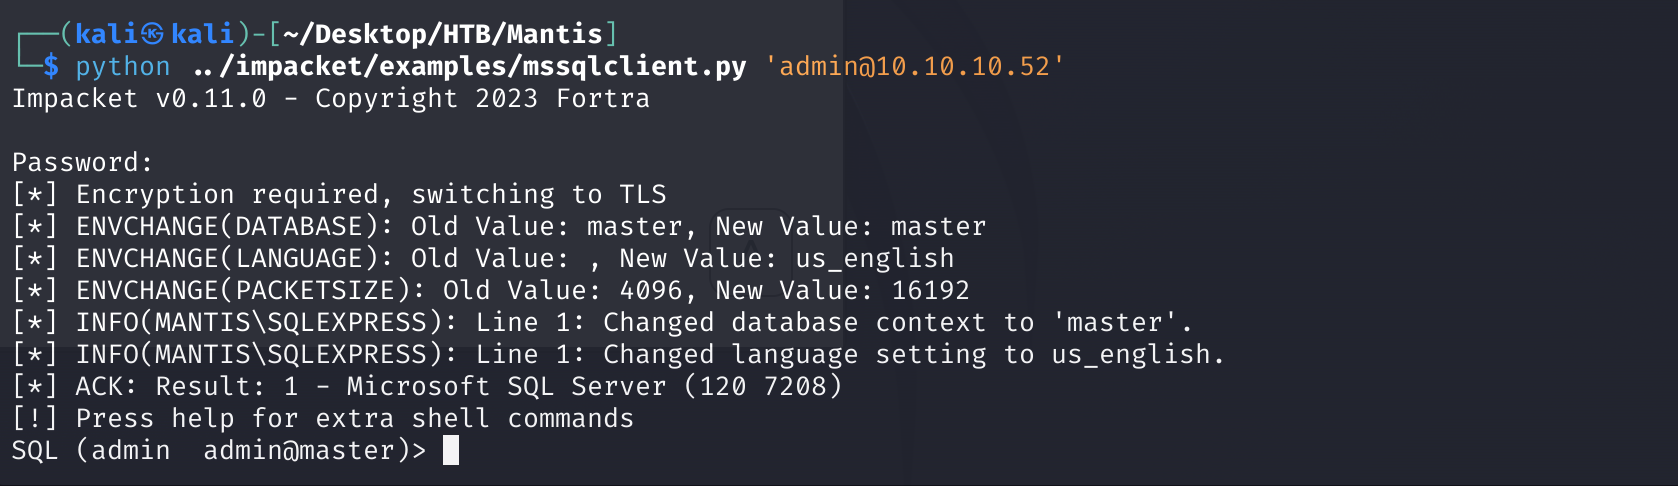 ┌──(kali㉿kali)-[~/Desktop/HTB/Mantis]
└─$ python ../impacket/examples/mssqlclient.py 'admin@10.10.10.52'
Impacket v0.11.0 - Copyright 2023 Fortra
Password:
[*] Encryption required, switching to TLS
[*] ENVCHANGE(DATABASE): Old Value: master, New Value: master
[*] ENVCHANGE(LANGUAGE): Old Value: , New Value: us_english
[*] ENVCHANGE(PACKETSIZE): Old Value: 4096, New Value: 16192
[*] INFO(MANTIS\SQLEXPRESS): Line 1: Changed database context to 'master'.
[*] INFO(MANTIS\SQLEXPRESS): Line 1: Changed language setting to us_english.
[*] ACK: Result: 1 - Microsoft SQL Server (120 7208)
[!] Press help for extra shell commands
SQL (admin  admin@master)>